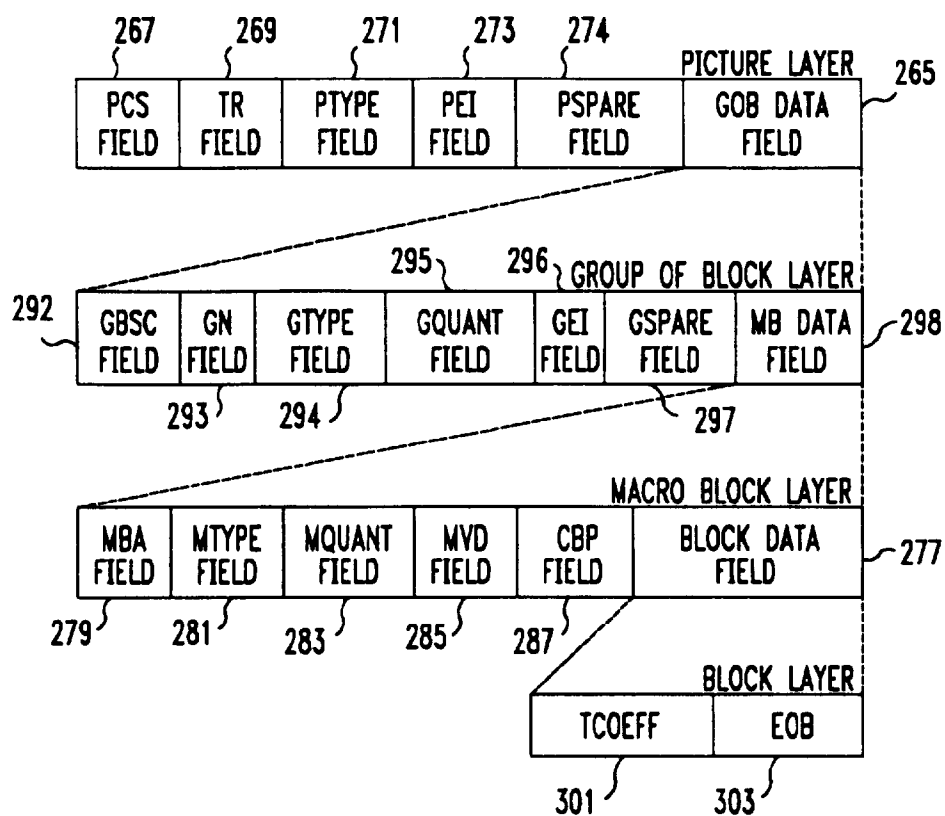 267 269 271 273 274
PICTURE LAYER
265
PCS FIELD
TR FIELD
PTYPE FIELD
PEI FIELD
PSPARE FIELD
GOB DATA FIELD
295 296
GROUP OF BLOCK LAYER
292
GBSC FIELD
GN FIELD
GTYPE FIELD
GQUANT FIELD
GEI FIELD
GSPARE FIELD
MB DATA FIELD
298
293 294 297
MACRO BLOCK LAYER
MBA FIELD
MTYPE FIELD
MQUANT FIELD
MVD FIELD
CBP FIELD
BLOCK DATA FIELD
277
279 281 283 285 287
BLOCK LAYER
TCOEFF EOB
301 303